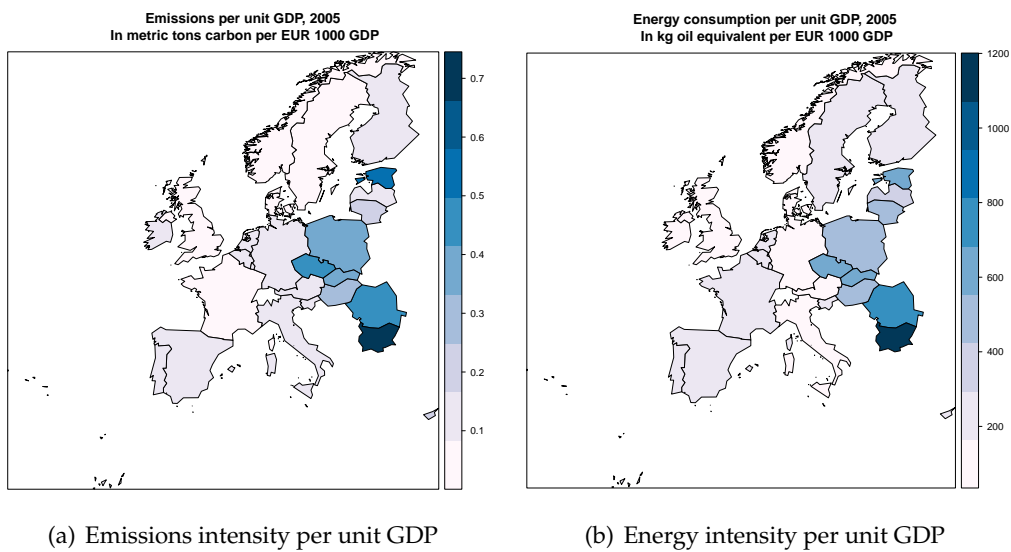 Emissions per unit GDP, 2005
In metric tons carbon per EUR 1000 GDP
0.7
0.6
0.5
0.4
0.3
0.2
0.1
(a) Emissions intensity per unit GDP
Energy consumption per unit GDP, 2005
In kg oil equivalent per EUR 1000 GDP
1200
1000
800
600
400
200
(b) Energy intensity per unit GDP